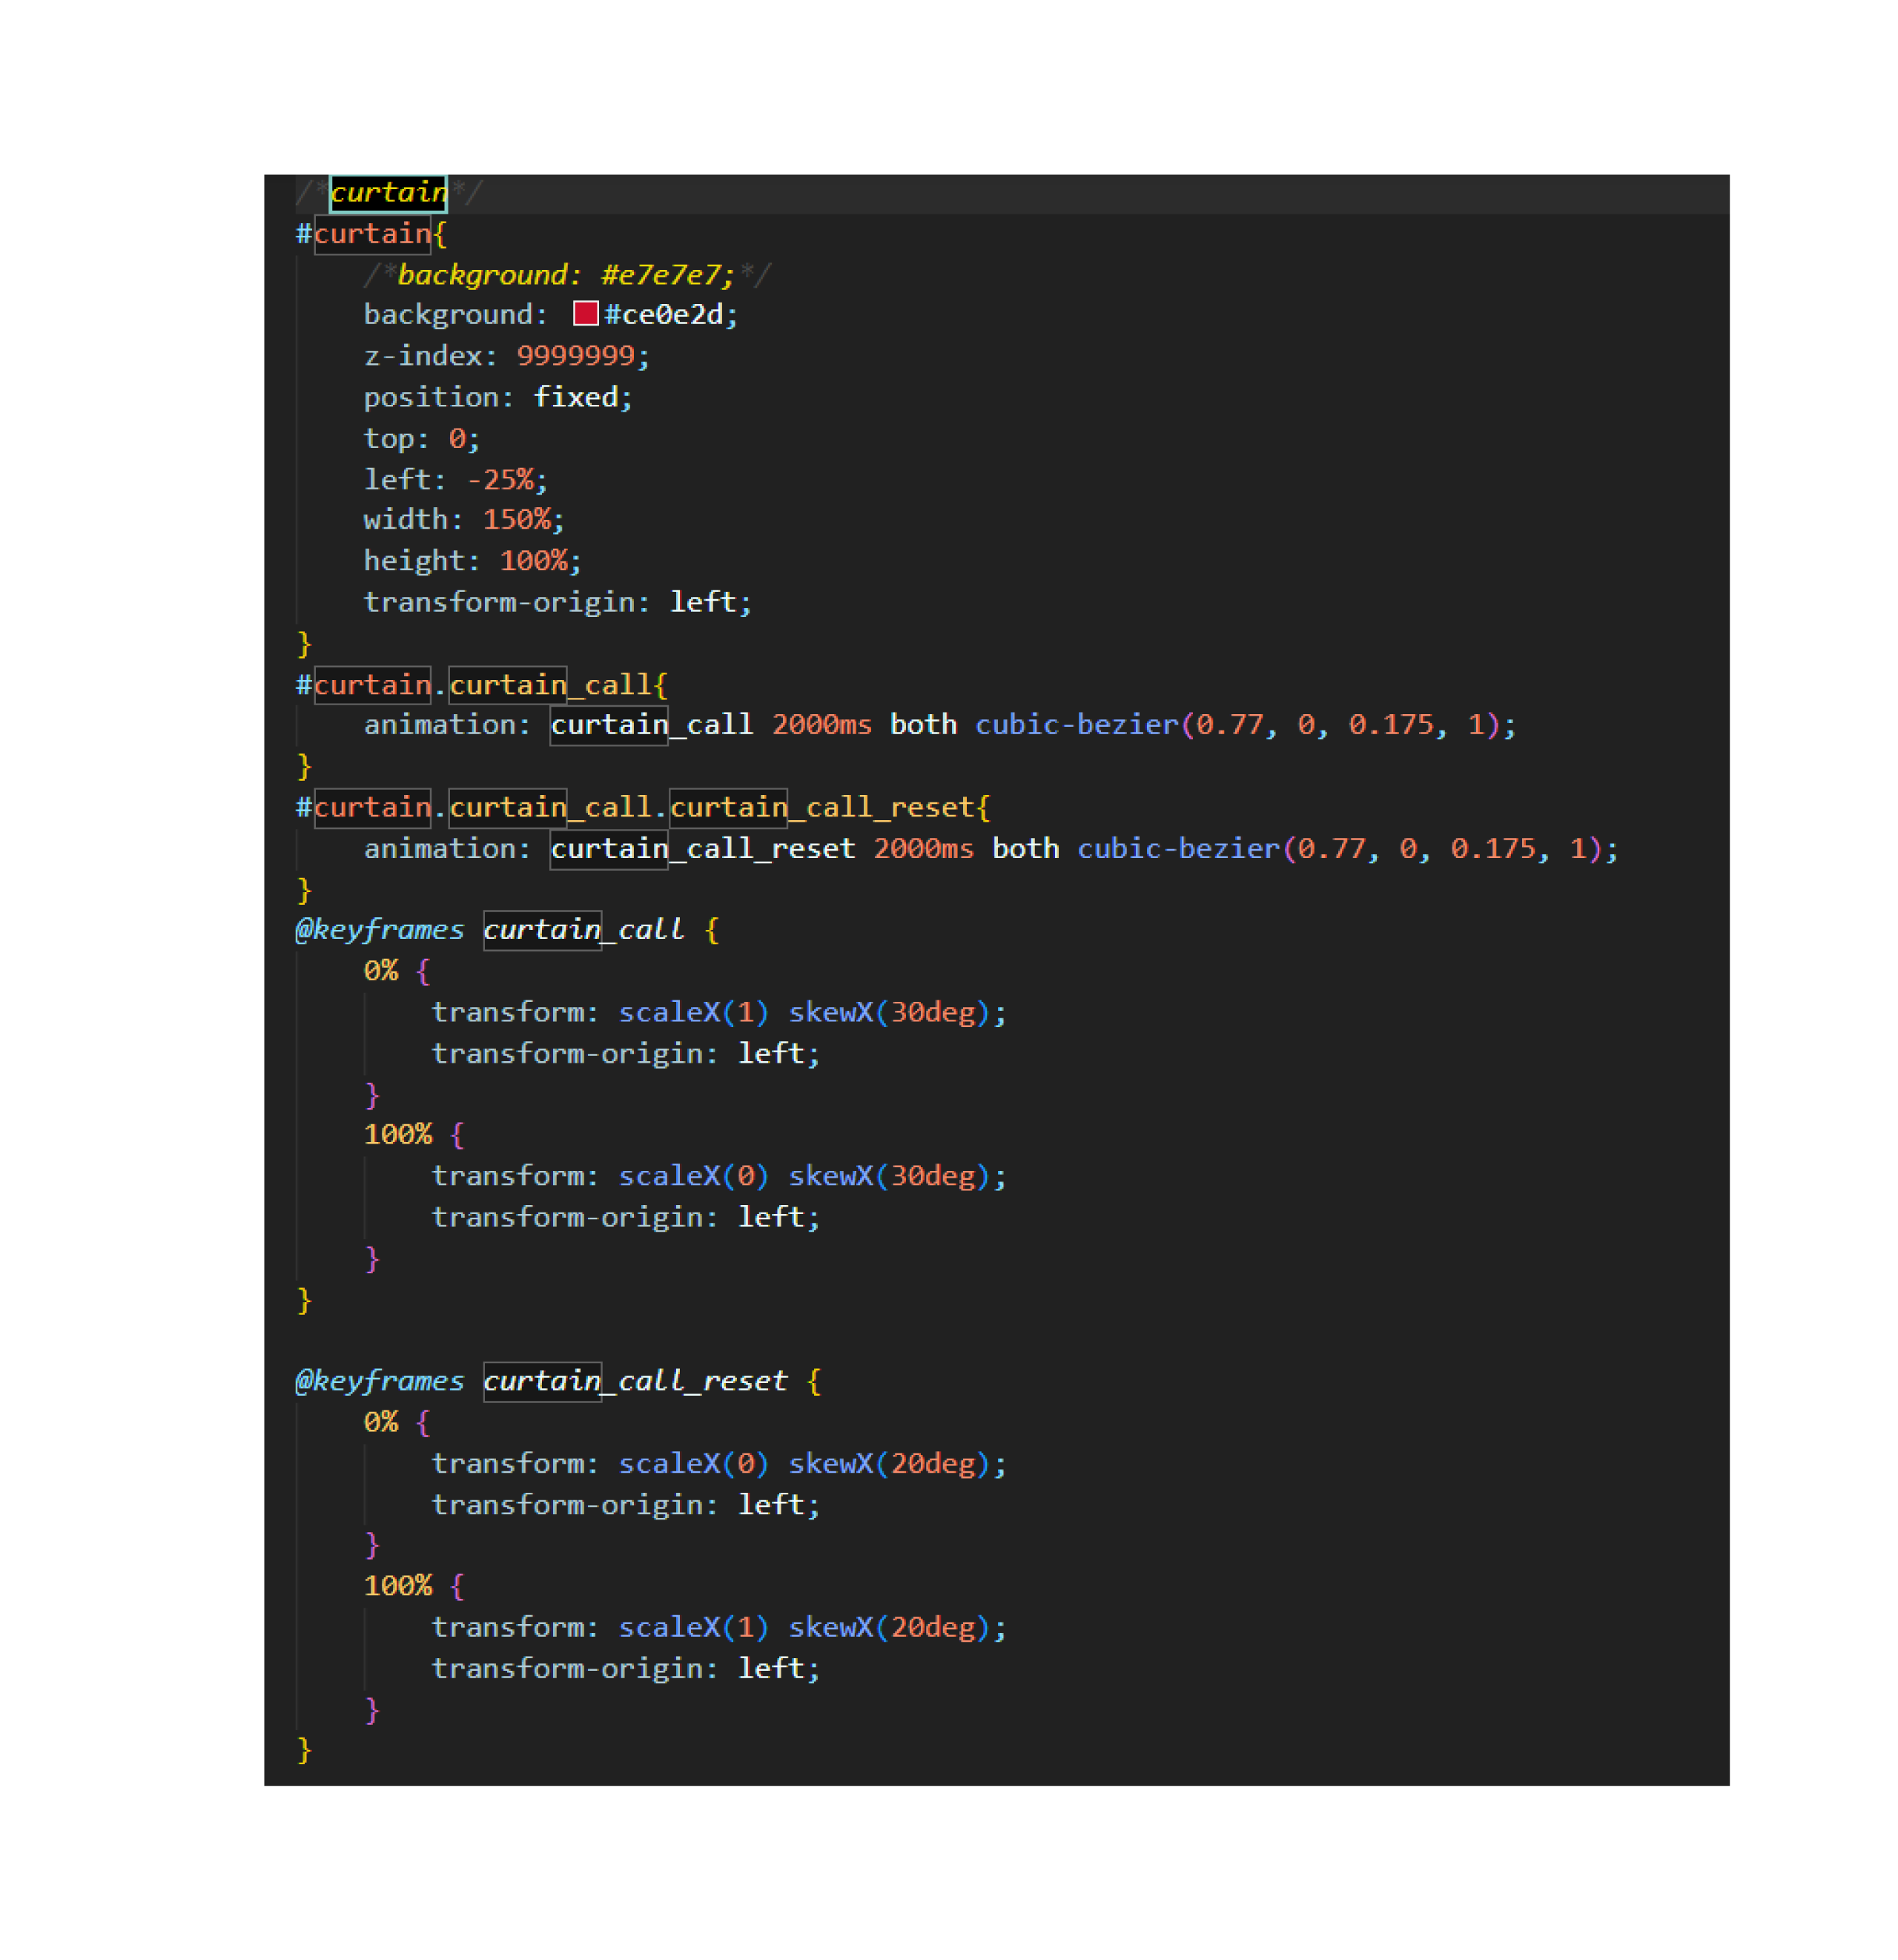 /*curtain*/
#curtain{
    /*background: #e7e7e7;*/
    background: #ce0e2d;
    z-index: 9999999;
    position: fixed;
    top: 0;
    left: -25%;
    width: 150%;
    height: 100%;
    transform-origin: left;
}
#curtain.curtain_call{
    animation: curtain_call 2000ms both cubic-bezier(0.77, 0, 0.175, 1);
}
#curtain.curtain_call.curtain_call_reset{
    animation: curtain_call_reset 2000ms both cubic-bezier(0.77, 0, 0.175, 1);
}
@keyframes curtain_call {
    0% {
        transform: scaleX(1) skewX(30deg);
        transform-origin: left;
    }
    100% {
        transform: scaleX(0) skewX(30deg);
        transform-origin: left;
    }
}

@keyframes curtain_call_reset {
    0% {
        transform: scaleX(0) skewX(20deg);
        transform-origin: left;
    }
    100% {
        transform: scaleX(1) skewX(20deg);
        transform-origin: left;
    }
}